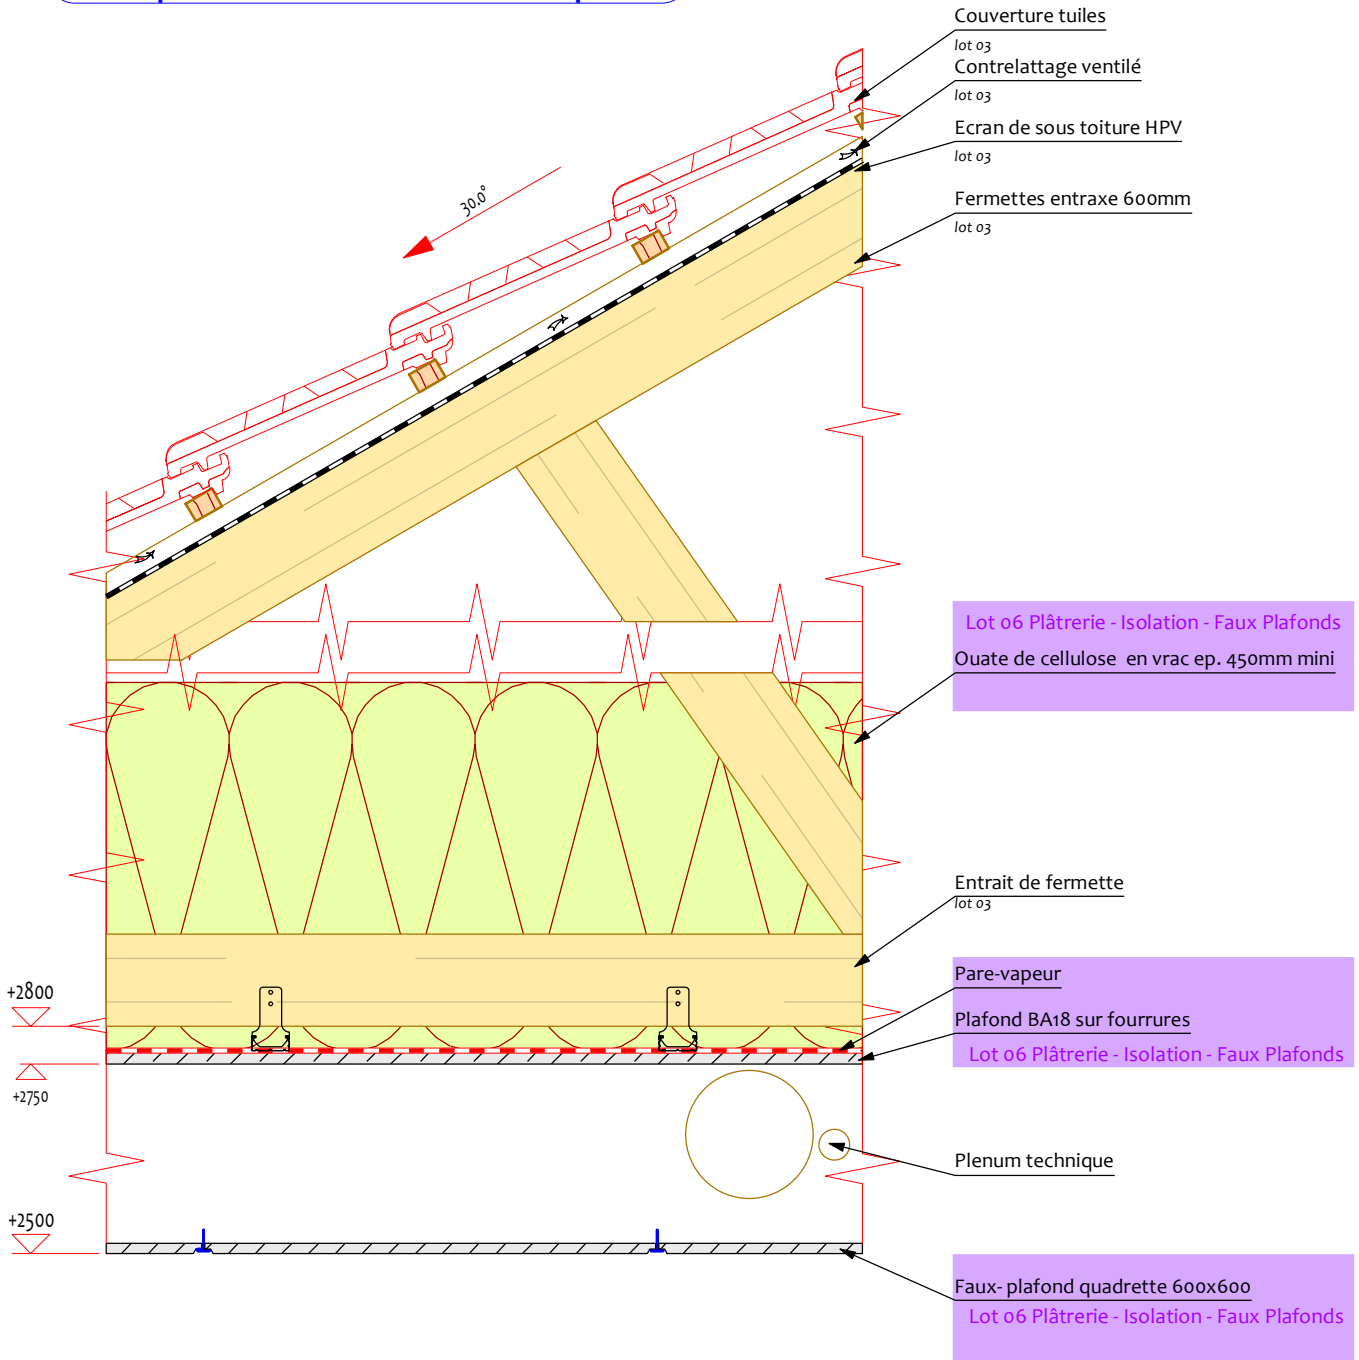 Couverture tuiles
lot 03
Contrelattage ventilé
lot 03
Ecran de sous toiture HPV
lot 03
Fermettes entraxe 600mm
lot 03
30.0°
Lot 06 Plâtrerie - Isolation - Faux Plafonds
Ouate de cellulose en vrac ep. 450mm mini
Entrait de fermette
lot 03
Pare-vapeur
+2800
Plafond BA18 sur fourrures
Lot 06 Plâtrerie - Isolation - Faux Plafonds
+2750
Plenum technique
+2500
Faux- plafond quadrette 600x600
Lot 06 Plâtrerie - Isolation - Faux Plafonds